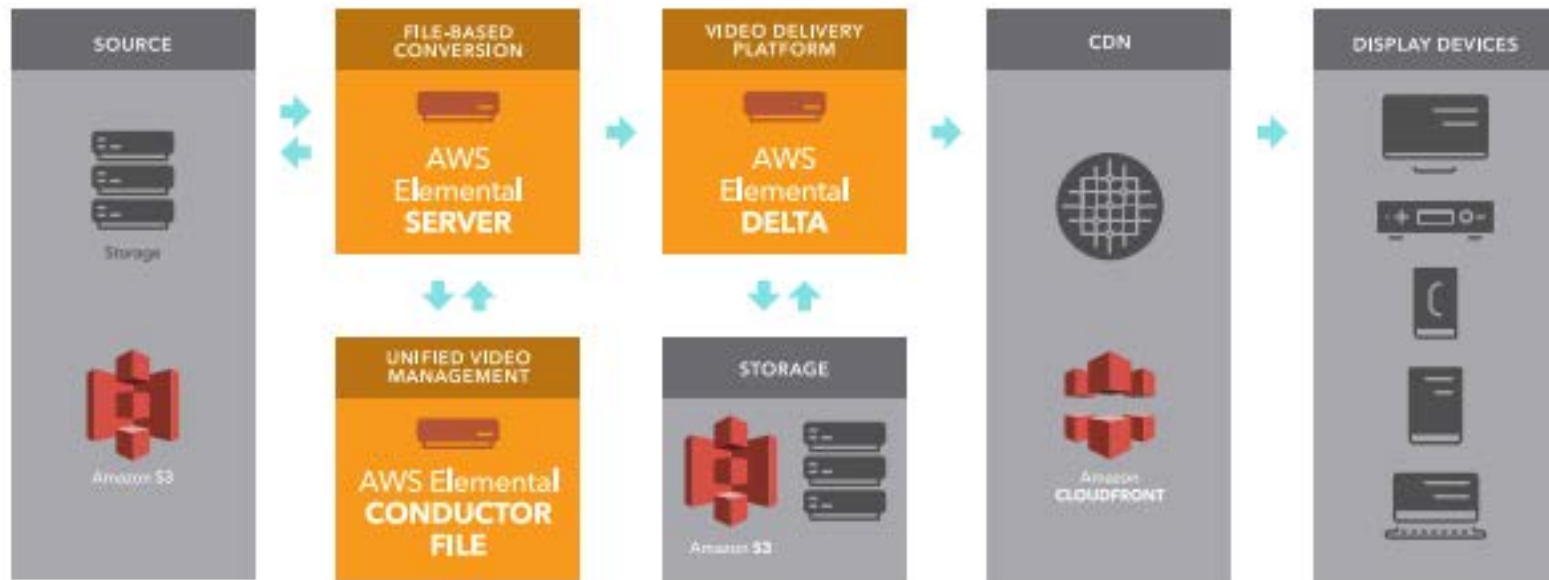 SOURCE
Storage
Amazon S3
FILE-BASED
CONVERSION
AWS
Elemental
SERVER
UNIFIED VIDEO
MANAGEMENT
AWS Elemental
CONDUCTOR
FILE
VIDEO DELIVERY
PLATFORM
AWS
Elemental
DELTA
STORAGE
Amazon S3
CDN
Amazon
CLOUDFRONT
DISPLAY DEVICES